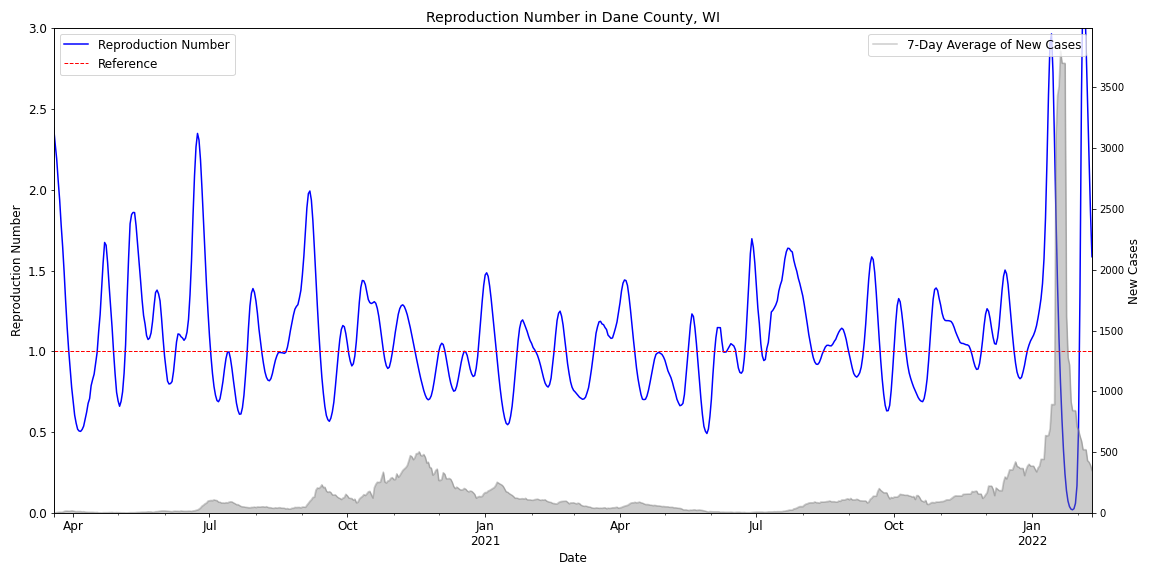 Reproduction Number in Dane County, WI
Reproduction Number
Reference
7-Day Average of New Cases
3.0
2.5
2.0
1.5
1.0
0.5
0.0
Reproduction Number
3500
3000
2500
2000
1500
1000
500
0
New Cases
Apr Jul Oct Jan Apr Jul Oct Jan
2021 2022
Date